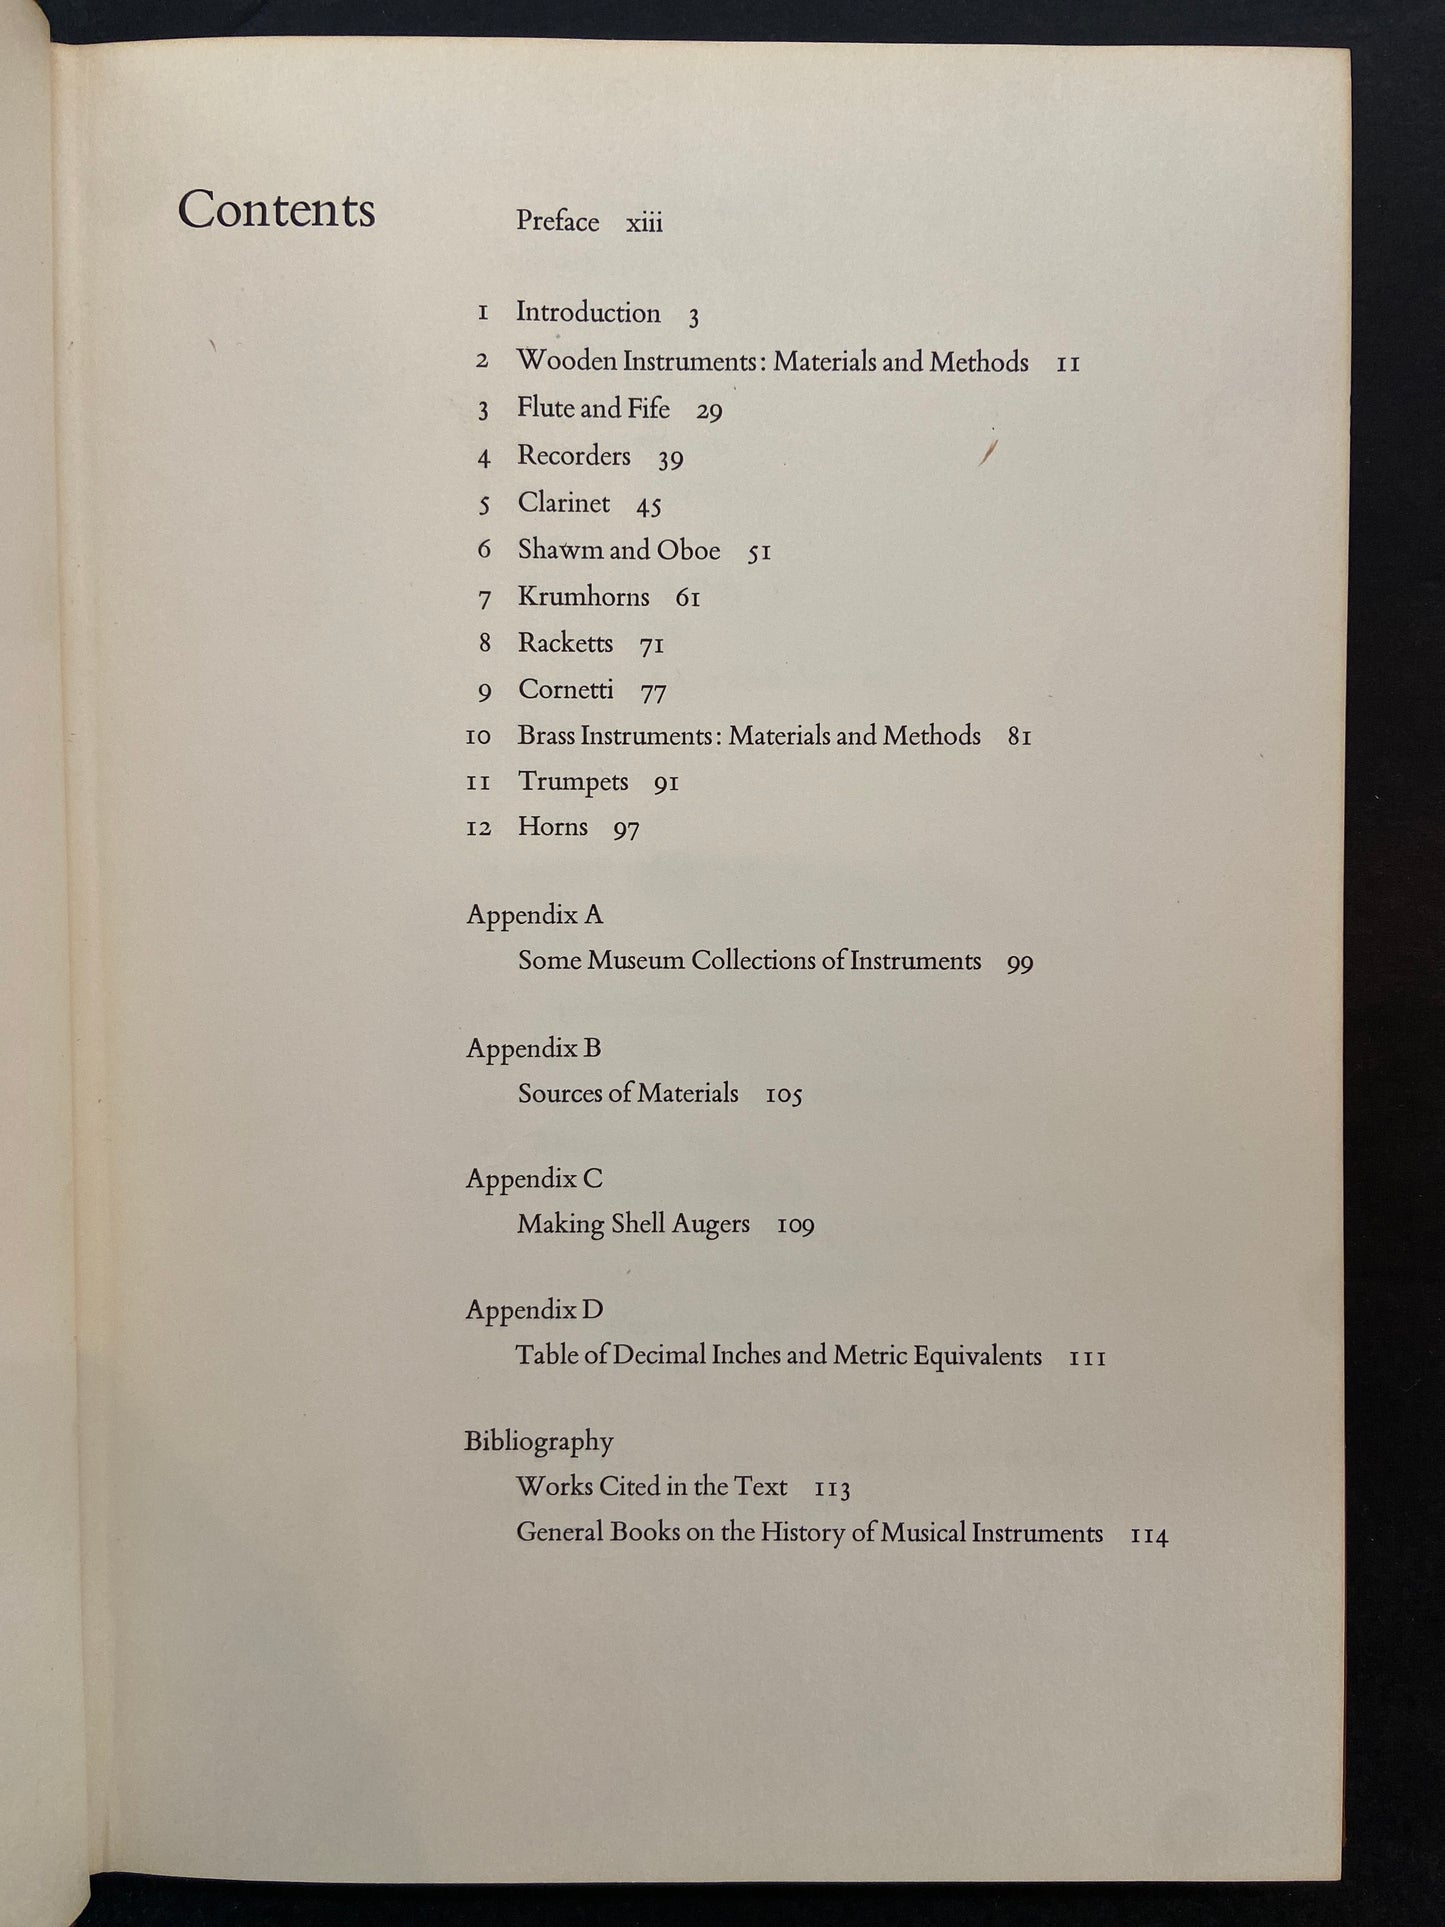 Contents
Preface xiii
1 Introduction 3
2 Wooden Instruments: Materials and Methods 11
3 Flute and Fife 29
4 Recorders 39
5 Clarinet 45
6 Shawm and Oboe 51
7 Krumhorns 61
8 Racketts 71
9 Cornetti 77
10 Brass Instruments: Materials and Methods 81
11 Trumpets 91
12 Horns 97
Appendix A
Some Museum Collections of Instruments 99
Appendix B
Sources of Materials 105
Appendix C
Making Shell Augers 109
Appendix D
Table of Decimal Inches and Metric Equivalents 111
Bibliography
Works Cited in the Text 113
General Books on the History of Musical Instruments 114